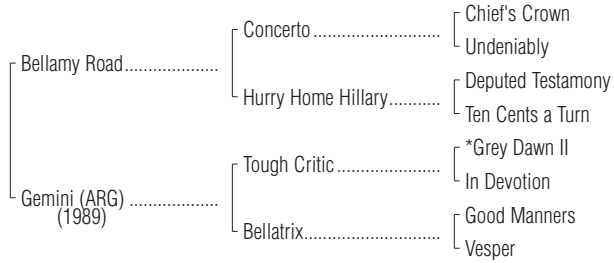 Chief's Crown
Concerto ..............................
Undeniably
Bellamy Road.....................
Deputed Testamony
Hurry Home Hillary............
Ten Cents a Turn
*Grey Dawn II
Tough Critic ........................
In Devotion
Gemini (ARG) ....................
(1989)
Good Manners
Bellatrix................................
Vesper